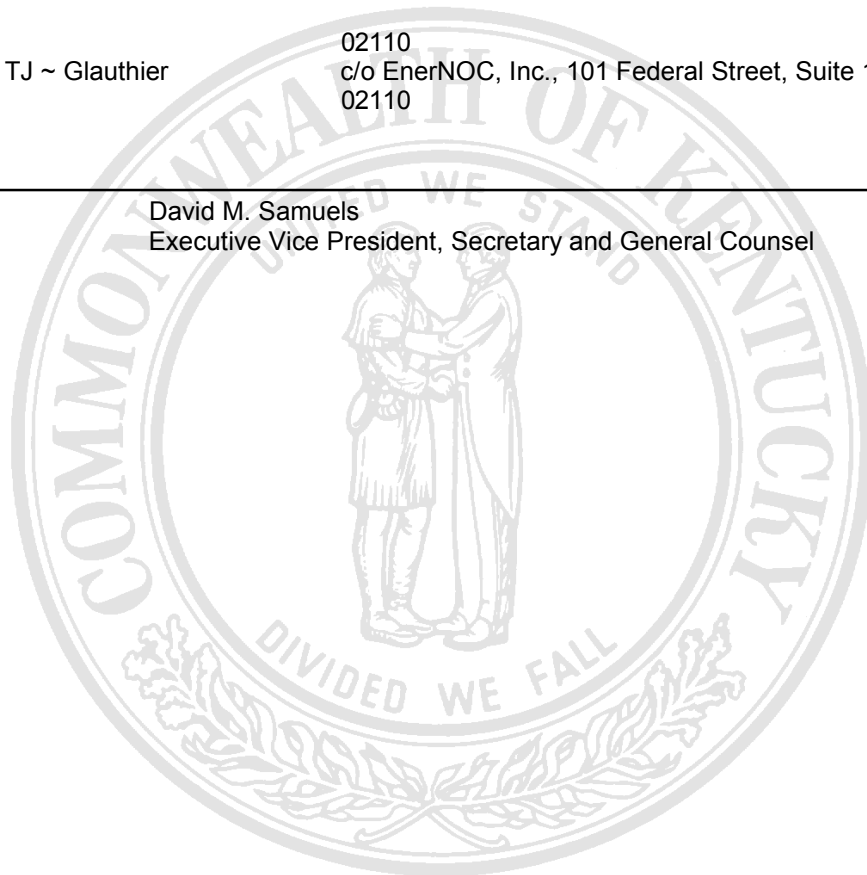 02110
TJ ~ Glauthier c/o EnerNOC, Inc., 101 Federal Street, Suite
02110
David M. Samuels
Executive Vice President, Secretary and General Counsel
COMMONWEALTH OF KENTUCKY
UNITED WE STAND
DIVIDED WE FALL